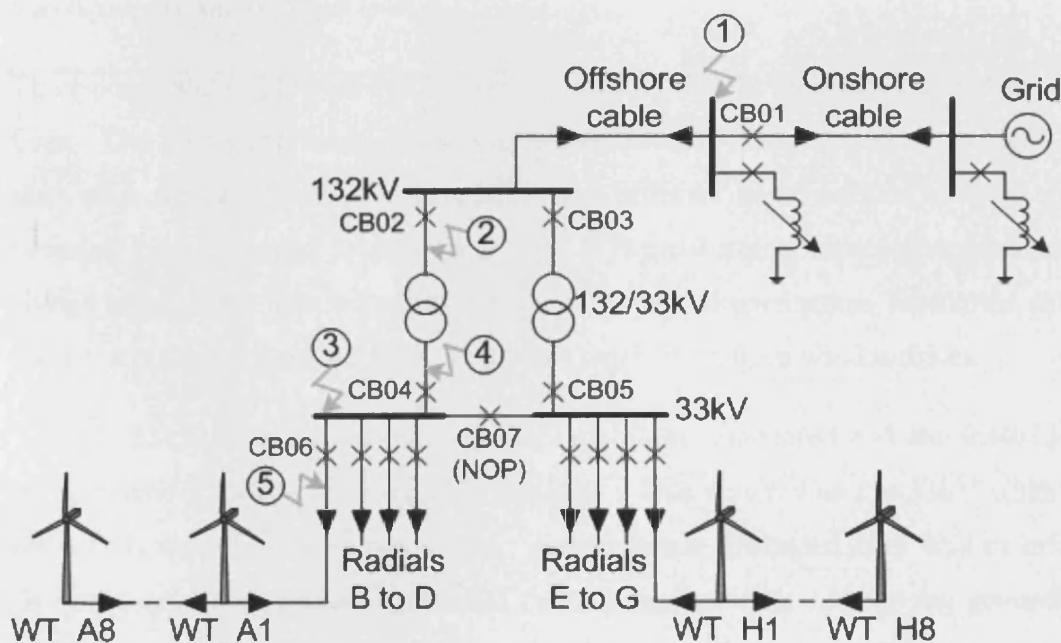 1
Offshore cable
CB01
Onshore cable
Grid
132kV
CB02
CB03
2
132/33kV
3
4
CB04
CB05
33kV
CB06
CB07 (NOP)
5
Radials B to D
Radials E to G
WT A8
WT A1
WT H1
WT H8